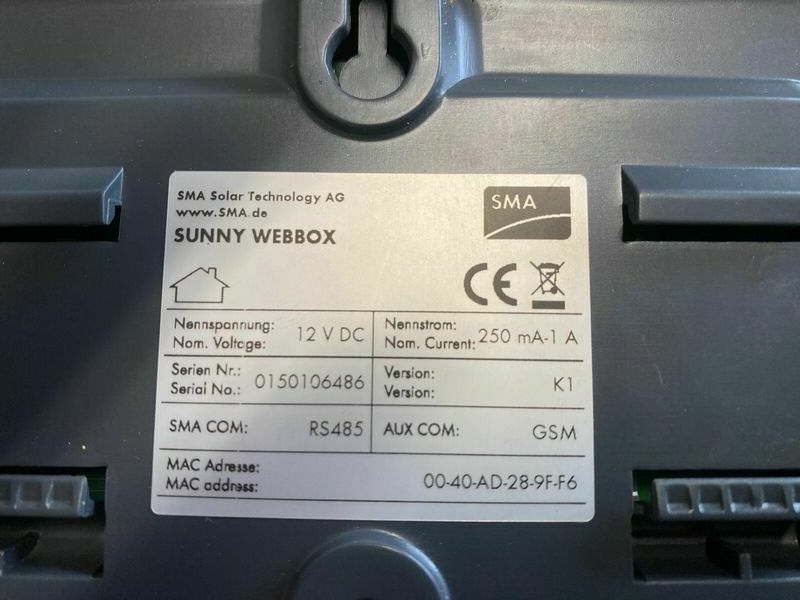 SMA Solar Technology AG
www.SMA.de
SUNNY WEBBOX
SMA
CE
Nennspannung:
Nom. Voltage: 12 V DC
Nennstrom:
Nom. Current: 250 mA-1 A
Serien Nr.:
Serial No.: 0150106486
Version:
Version: K1
SMA COM: RS485
AUX COM: GSM
MAC Adresse:
MAC address: 00-40-AD-28-9F-F6